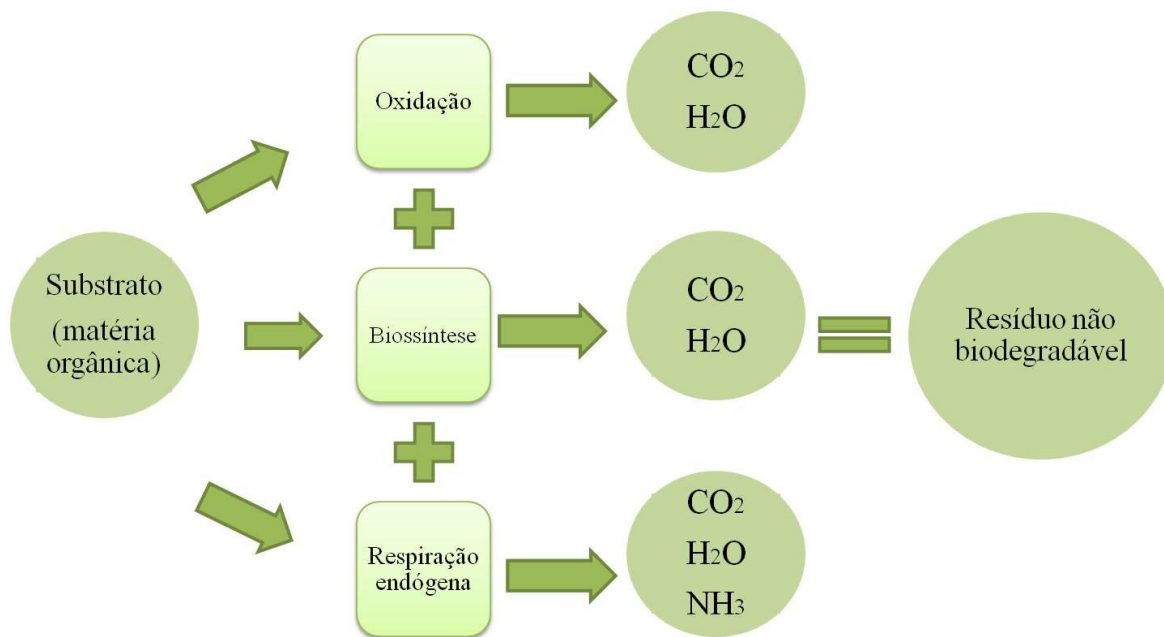 Substrato
(matéria
orgânica)
Oxidação
CO2
H2O
Biossíntese
CO2
H2O
Respiração
endógena
CO2
H2O
NH3
Resíduo não
biodegradável